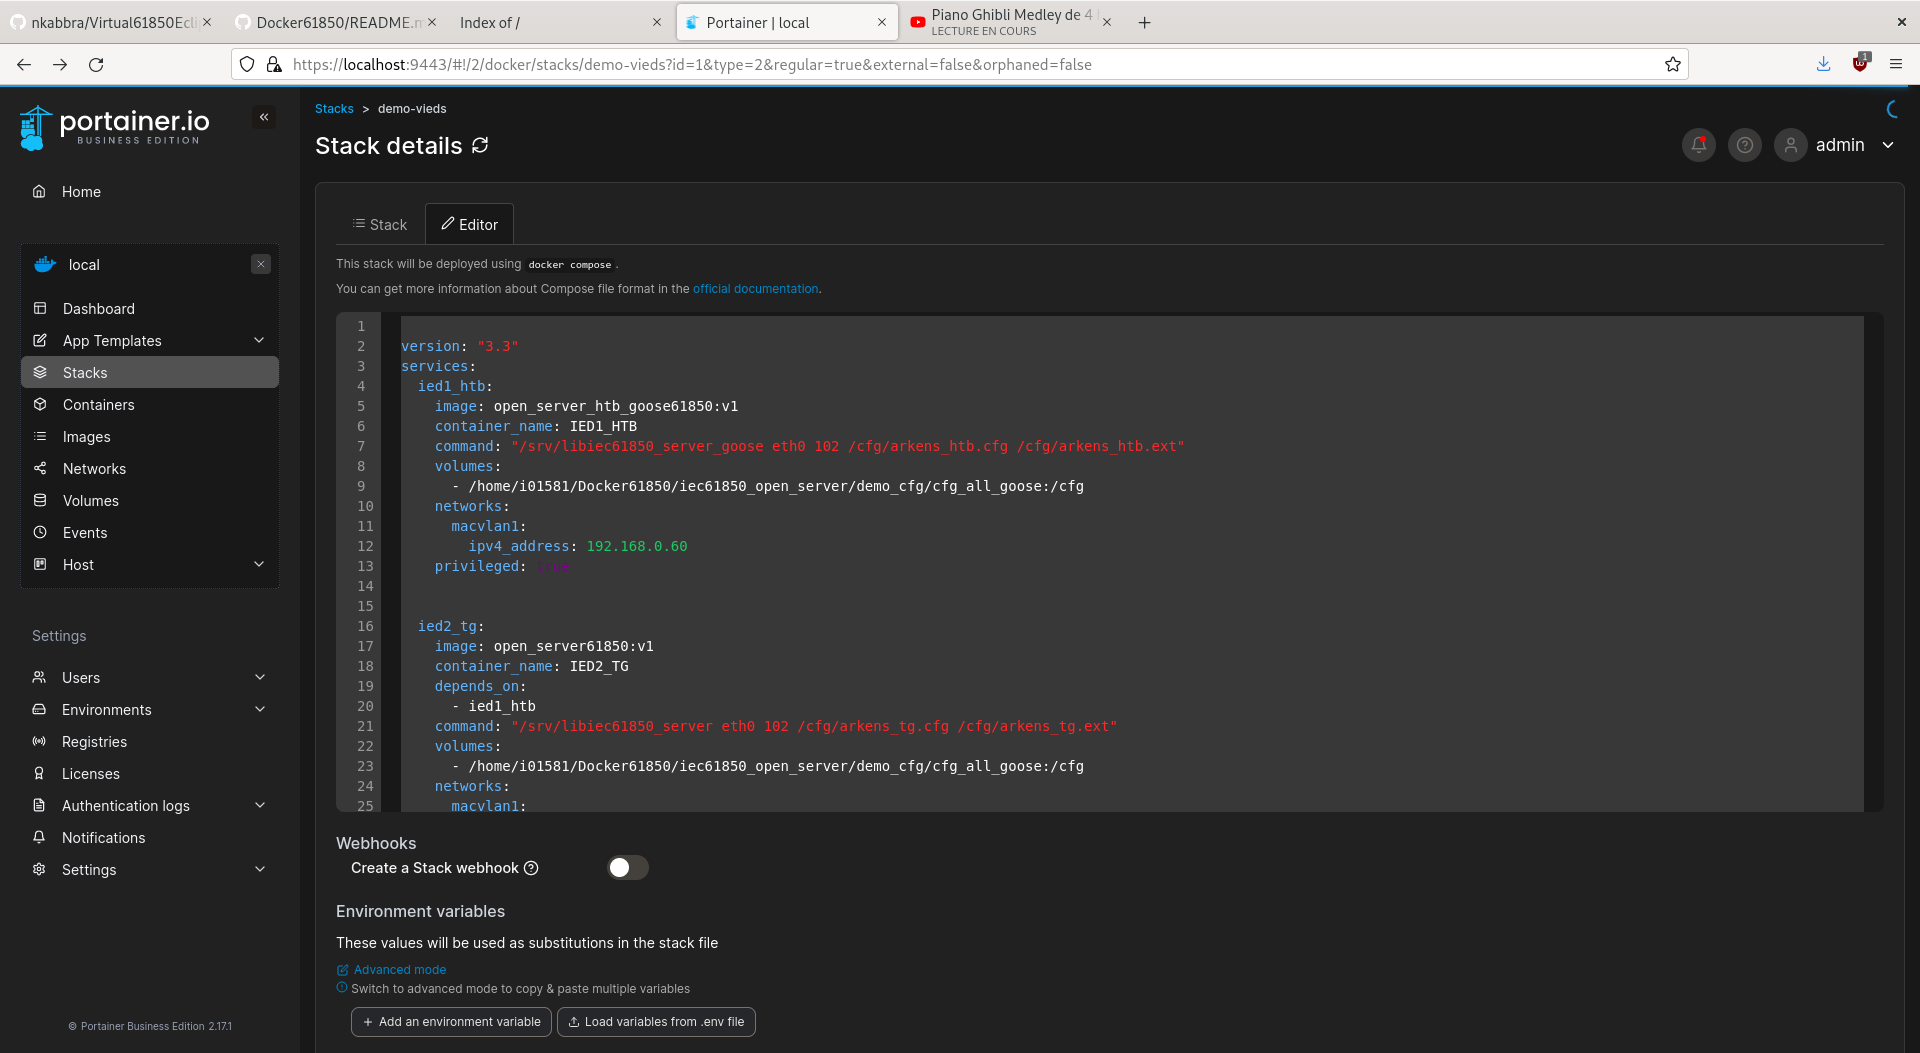 nkabbra/Virtual61850Ecli
Docker61850/README.m
Index of /
Portainer | local
Piano Ghibli Medley de 4
LECTURE EN COURS
https://localhost:9443/#!/2/docker/stacks/demo-vieds?id=1&type=2&regular=true&external=false&orphaned=false
1
portainer.io
BUSINESS EDITION
Home
local
Dashboard
App Templates
Stacks
Containers
Images
Networks
Volumes
Events
Host
Settings
Users
Environments
Registries
Licenses
Authentication logs
Notifications
Settings
© Portainer Business Edition 2.17.1
Stacks > demo-vieds
Stack details
admin
Stack
Editor
This stack will be deployed using docker compose .
You can get more information about Compose file format in the official documentation.
1
2 version: "3.3"
3 services:
4 ied1_htb:
5 image: open_server_htb_goose61850:v1
6 container_name: IED1_HTB
7 command: "/srv/libiec61850_server_goose eth0 102 /cfg/arkens_htb.cfg /cfg/arkens_htb.ext"
8 volumes:
9 - /home/i01581/Docker61850/iec61850_open_server/demo_cfg/cfg_all_goose:/cfg
10 networks:
11 macvlan1:
12 ipv4_address: 192.168.0.60
13 privileged: true
14
15
16 ied2_tg:
17 image: open_server61850:v1
18 container_name: IED2_TG
19 depends_on:
20 - ied1_htb
21 command: "/srv/libiec61850_server eth0 102 /cfg/arkens_tg.cfg /cfg/arkens_tg.ext"
22 volumes:
23 - /home/i01581/Docker61850/iec61850_open_server/demo_cfg/cfg_all_goose:/cfg
24 networks:
25 macvlan1:
Webhooks
Create a Stack webhook
Environment variables
These values will be used as substitutions in the stack file
Advanced mode
Switch to advanced mode to copy & paste multiple variables
+ Add an environment variable
Load variables from .env file